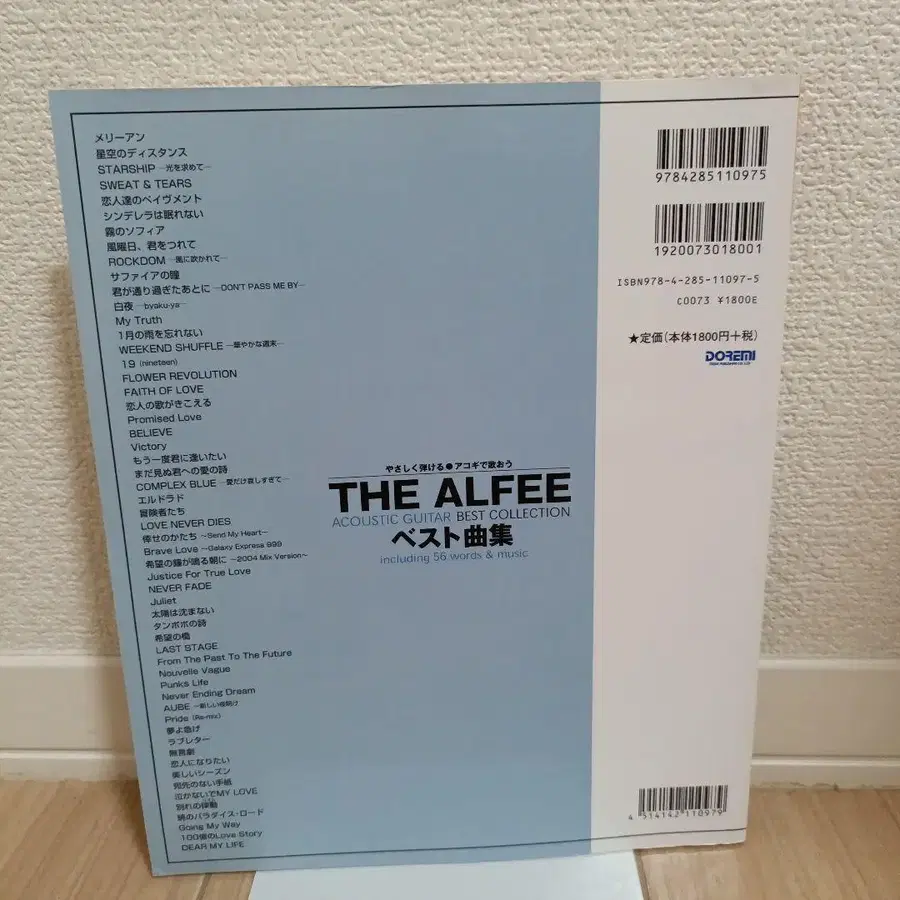 メリーアン
星空のディスタンス
STARSHIP —光を求めて—
SWEAT & TEARS
恋人達のペイヴメント
シンデレラは眠れない
霧のソフィア
風曜日、君をつれて
ROCKDOM —風に吹かれて—
サファイアの瞳
君が通り過ぎたあとに —DON'T PASS ME BY—
白夜 —byaku-ya—
My Truth
1月の雨を忘れない
WEEKEND SHUFFLE —華やかな週末—
19 (nineteen)
FLOWER REVOLUTION
FAITH OF LOVE
恋人の歌がきこえる
Promised Love
BELIEVE
Victory
もう一度君に逢いたい
まだ見ぬ君への愛の詩
COMPLEX BLUE —愛だけ哀しすぎて—
エルドラド
冒険者たち
LOVE NEVER DIES
倖せのかたち 〜Send My Heart〜
Brave Love 〜Galaxy Express 999
希望の鐘が鳴る朝に 〜2004 Mix Version〜
Justice For True Love
NEVER FADE
Juliet
太陽は沈まない
タンポポの詩
希望の橋
LAST STAGE
From The Past To The Future
Nouvelle Vague
Punks Life
Never Ending Dream
AUBE —新しい夜明け
Pride (Re-mix)
夢よ急げ
ラブレター
無言劇
恋人になりたい
美しいシーズン
宛先のない手紙
泣かないでMY LOVE
別れの律動
暁のパラダイス・ロード
Going My Way
100億のLove Story
DEAR MY LIFE
やさしく弾ける●アコギで歌おう
THE ALFEE
ACOUSTIC GUITAR BEST COLLECTION
ベスト曲集
including 56 words & music
9784285110975
1920073018001
ISBN978-4-285-11097-5
C0073 ¥1800E
★定価(本体1800円+税)
DOREMI
4514142110979